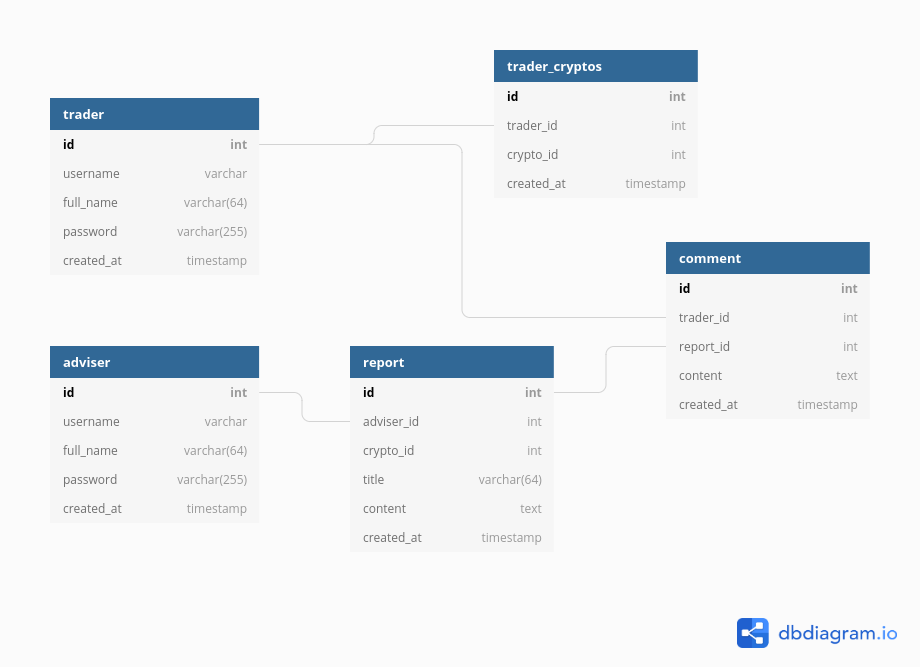 trader
id int
username varchar
full_name varchar(64)
password varchar(255)
created_at timestamp
trader_cryptos
id int
trader_id int
crypto_id int
created_at timestamp
comment
id int
trader_id int
report_id int
content text
created_at timestamp
adviser
id int
username varchar
full_name varchar(64)
password varchar(255)
created_at timestamp
report
id int
adviser_id int
crypto_id int
title varchar(64)
content text
created_at timestamp
dbdiagram.io